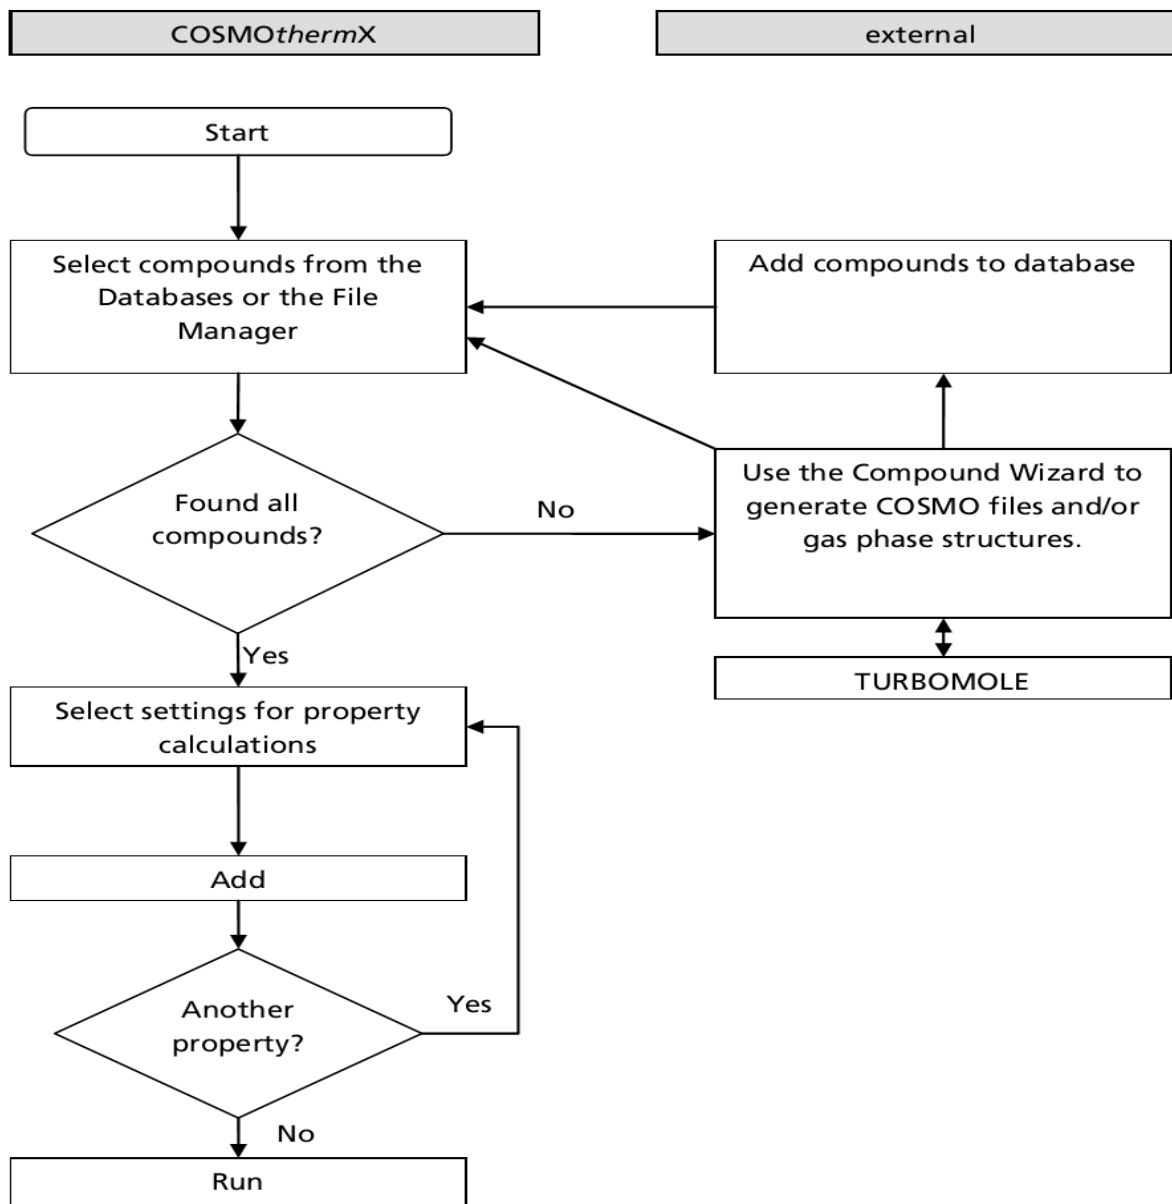 COSMOthermX
external
Start
Select compounds from the
Databases or the File
Manager
Add compounds to database
Found all
compounds?
No
Use the Compound Wizard to
generate COSMO files and/or
gas phase structures.
Yes
TURBOMOLE
Select settings for property
calculations
Add
Another
property?
Yes
No
Run